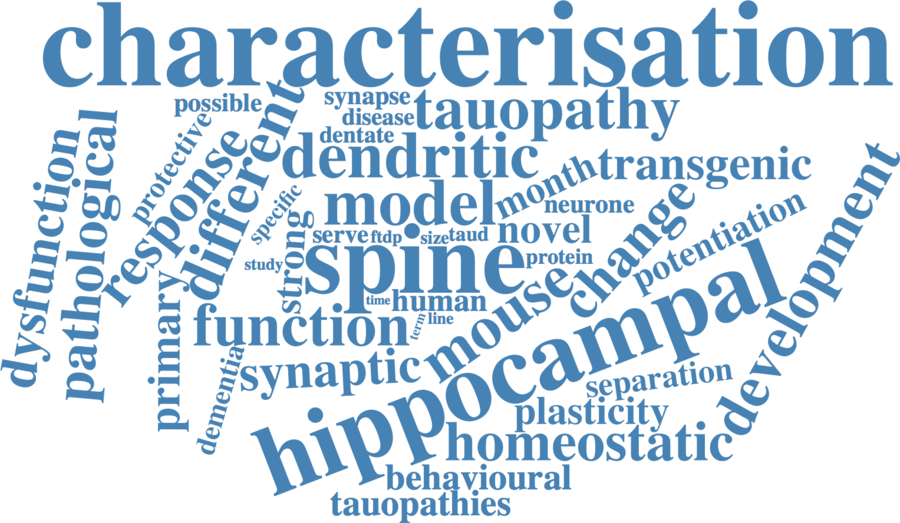 characterisation
possible
synapse
tauopathy
disease
dentate
dysfunction
pathological
protective
response
different
dendritic
month
transgenic
specific
model
neurone
change
strong
serve
ftdp
size
taud
novel
potentiation
development
study
spine
protein
primary
time
human
mouse
hippocampal
function
term
line
dementia
synaptic
separation
plasticity
homeostatic
behavioural
tauopathies